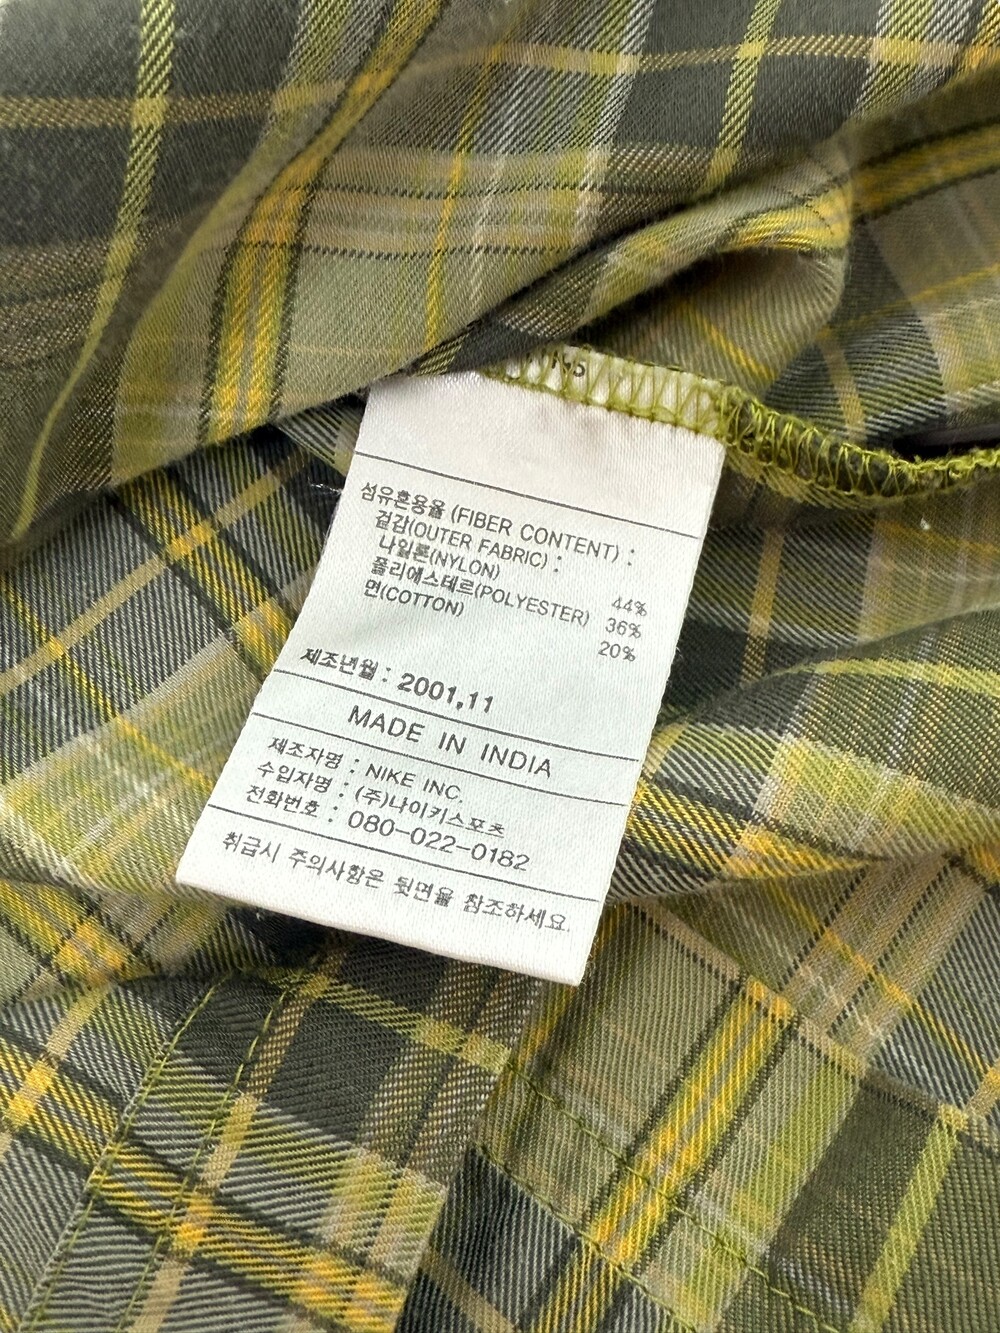 섬유혼용율 (FIBER CONTENT) :
겉감(OUTER FABRIC) :
나일론(NYLON) 44%
폴리에스테르(POLYESTER) 36%
면(COTTON) 20%
제조년월 : 2001,11
MADE IN INDIA
제조자명 : NIKE INC.
수입자명 : (주)나이키스포츠
전화번호 : 080-022-0182
취급시 주의사항은 뒷면을 참조하세요.